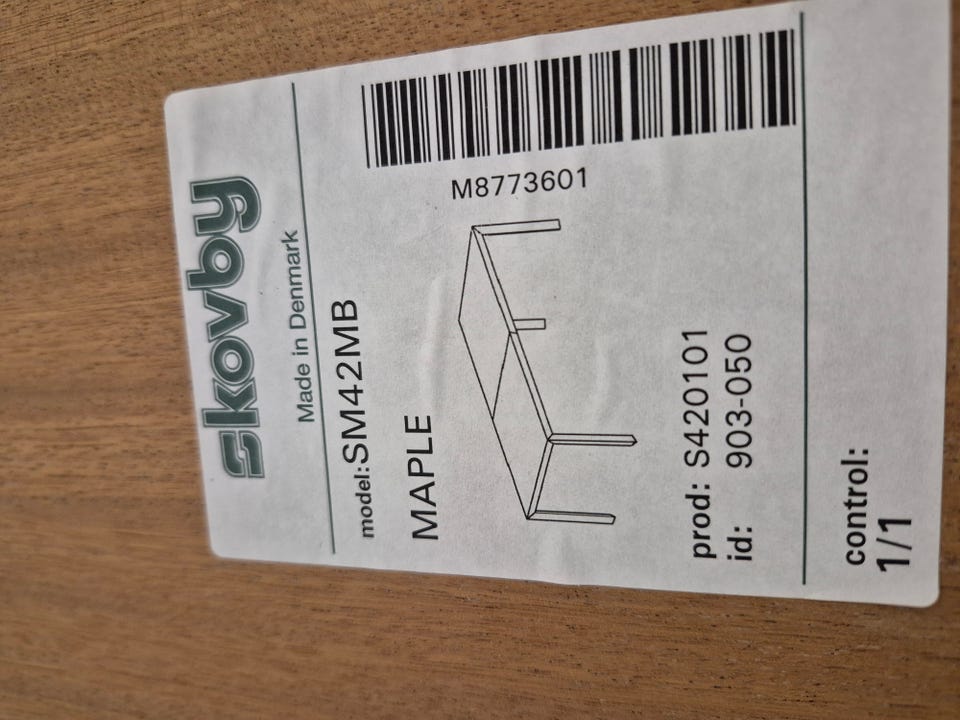 skovby
Made in Denmark
model:SM42MB
MAPLE
M8773601
prod: S420101
id: 903-050
control:
1/1